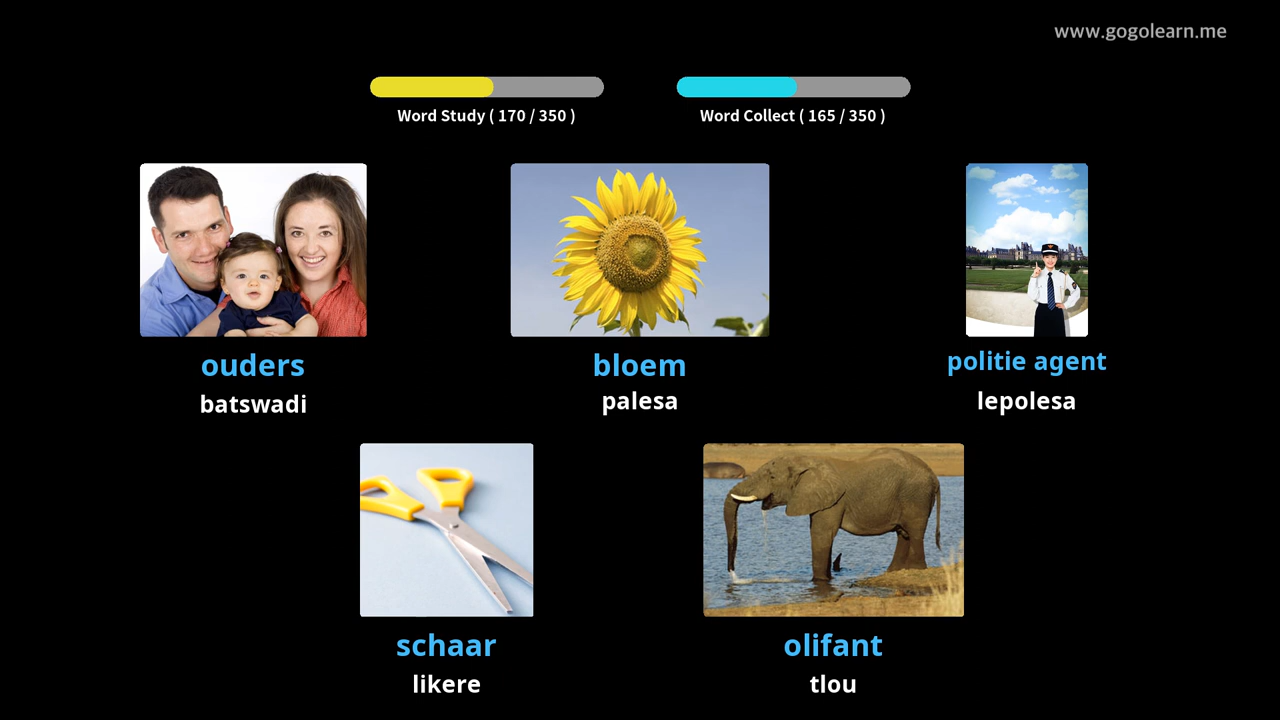 www.gogolearn.me
Word Study ( 170 / 350 )
Word Collect ( 165 / 350 )
ouders
batswadi
bloem
palesa
politie agent
lepolesa
schaar
likere
olifant
tlou